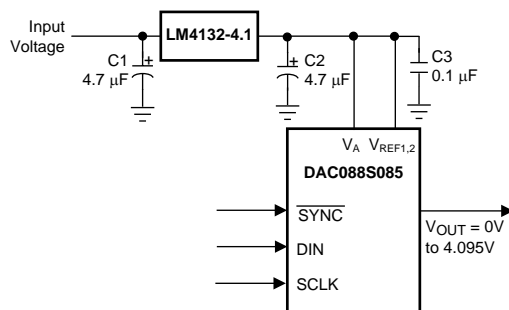 Input
Voltage
LM4132-4.1
C1
4.7 μF
+
C2
4.7 μF
+
C3
0.1 μF
VA VREF1,2
DAC088S085
SYNC
DIN
SCLK
VOUT = 0V
to 4.095V